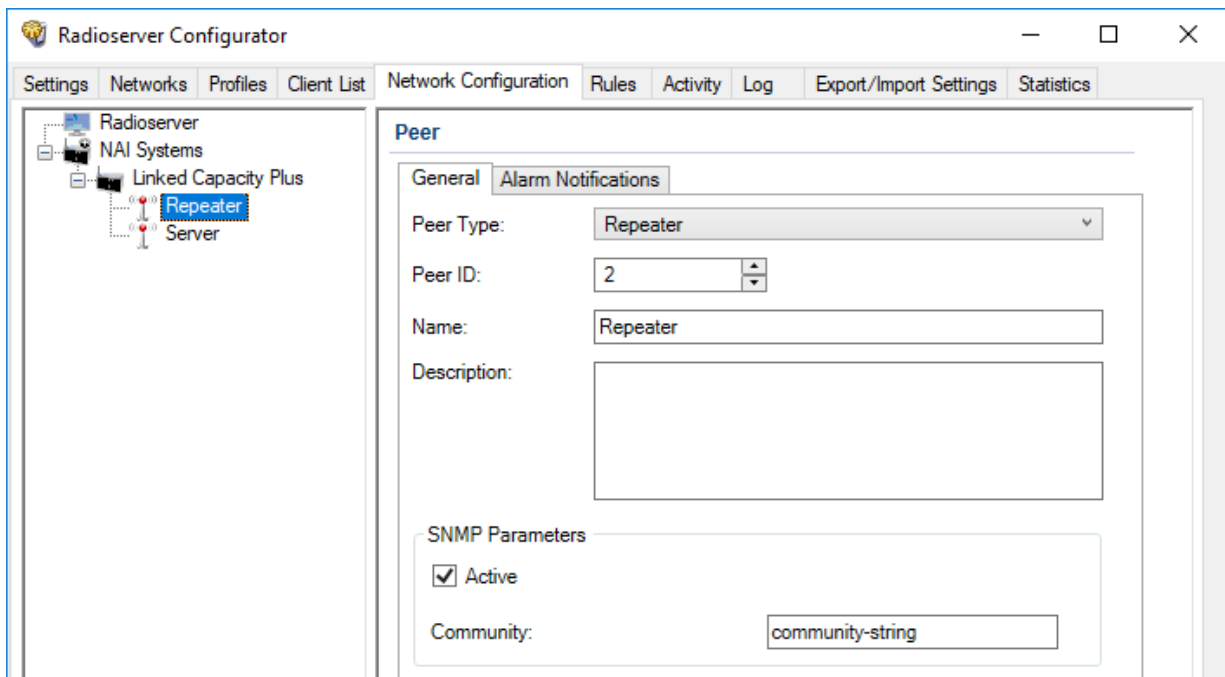 Radioserver Configurator
Settings Networks Profiles Client List Network Configuration Rules Activity Log Export/Import Settings Statistics
Radioserver
NAI Systems
Linked Capacity Plus
Repeater
Server
Peer
General Alarm Notifications
Peer Type: Repeater
Peer ID: 2
Name: Repeater
Description:
SNMP Parameters
Active
Community: community-string